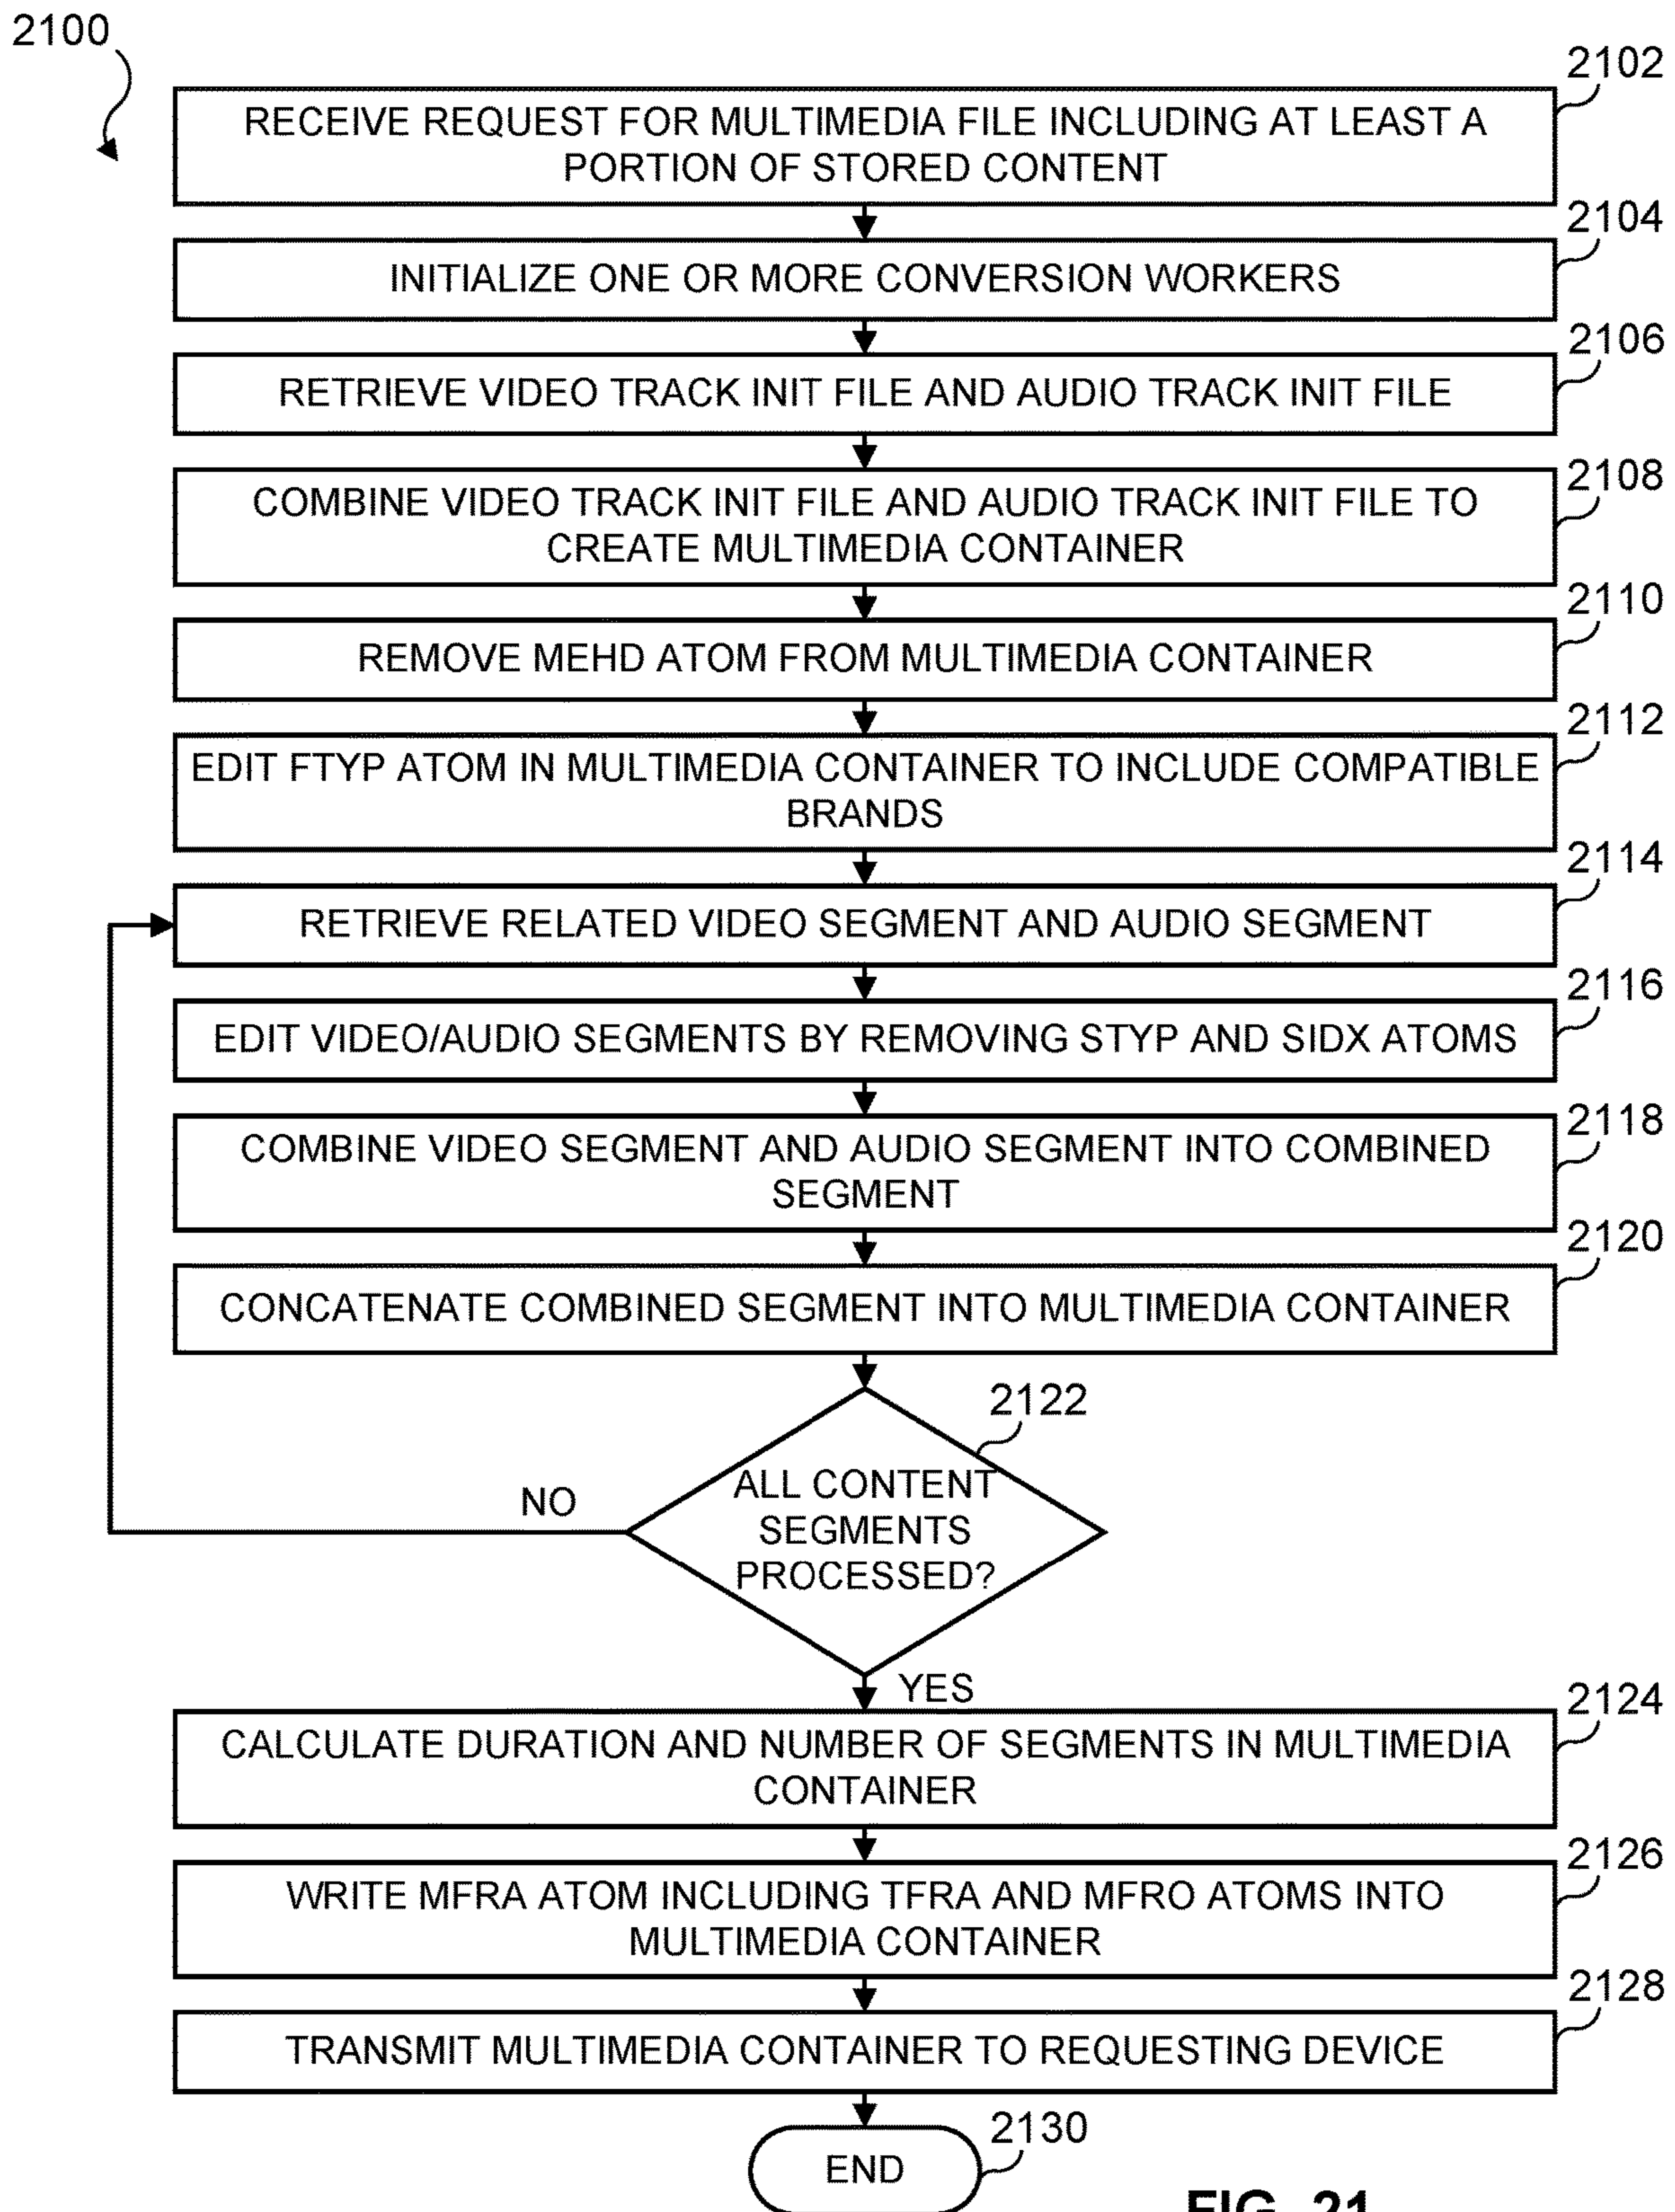 2100
2102
RECEIVE REQUEST FOR MULTIMEDIA FILE INCLUDING AT LEAST A
PORTION OF STORED CONTENT
2104
INITIALIZE ONE OR MORE CONVERSION WORKERS
2106
RETRIEVE VIDEO TRACK INIT FILE AND AUDIO TRACK INIT FILE
2108
COMBINE VIDEO TRACK INIT FILE AND AUDIO TRACK INIT FILE TO
CREATE MULTIMEDIA CONTAINER
2110
REMOVE MEHD ATOM FROM MULTIMEDIA CONTAINER
2112
EDIT FTYP ATOM IN MULTIMEDIA CONTAINER TO INCLUDE COMPATIBLE
BRANDS
2114
RETRIEVE RELATED VIDEO SEGMENT AND AUDIO SEGMENT
2116
EDIT VIDEO/AUDIO SEGMENTS BY REMOVING STYP AND SIDX ATOMS
2118
COMBINE VIDEO SEGMENT AND AUDIO SEGMENT INTO COMBINED
SEGMENT
2120
CONCATENATE COMBINED SEGMENT INTO MULTIMEDIA CONTAINER
2122
ALL CONTENT
SEGMENTS
PROCESSED?
NO
YES
2124
CALCULATE DURATION AND NUMBER OF SEGMENTS IN MULTIMEDIA
CONTAINER
2126
WRITE MFRA ATOM INCLUDING TFRA AND MFRO ATOMS INTO
MULTIMEDIA CONTAINER
2128
TRANSMIT MULTIMEDIA CONTAINER TO REQUESTING DEVICE
2130
END
FIG. 21